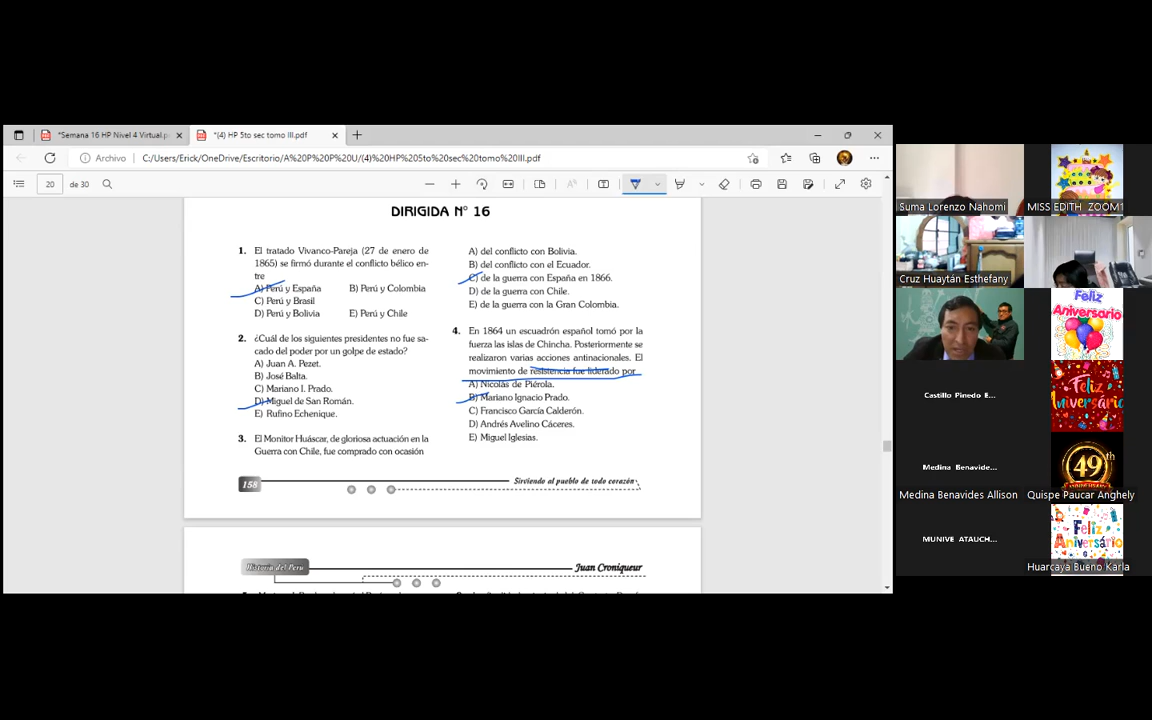 *Semana 16 HP Nivel 4 Virtual.p
*(4) HP 5to sec tomo III.pdf
Archivo
C:/Users/Erick/OneDrive/Escritorio/A%20P%20P%20U/(4)%20HP%205to%20sec%20tomo%20III.pdf
20
de 30
DIRIGIDA N° 16
1. El tratado Vivanco-Pareja (27 de enero de
1865) se firmó durante el conflicto bélico en-
tre
A) Perú y España
B) Perú y Colombia
C) Perú y Brasil
D) Perú y Bolivia
E) Perú y Chile
2. ¿Cuál de los siguientes presidentes no fue sa-
cado del poder por un golpe de estado?
A) Juan A. Pezet.
B) José Balta.
C) Mariano I. Prado.
D) Miguel de San Román.
E) Rufino Echenique.
3. El Monitor Huáscar, de gloriosa actuación en la
Guerra con Chile, fue comprado con ocasión
A) del conflicto con Bolivia.
B) del conflicto con el Ecuador.
C) de la guerra con España en 1866.
D) de la guerra con Chile.
E) de la guerra con la Gran Colombia.
4. En 1864 un escuadrón español tomó por la
fuerza las islas de Chincha. Posteriormente se
realizaron varias acciones antinacionales. El
movimiento de resistencia fue liderado por
A) Nicolás de Piérola.
B) Mariano Ignacio Prado.
C) Francisco García Calderón.
D) Andrés Avelino Cáceres.
E) Miguel Iglesias.
158
Sirviendo al pueblo de todo corazón
Historia del Perú
Juan Croniqueur
Suma Lorenzo Nahomi
MISS EDITH ZOOM1
Cruz Huaytán Esthefany
Feliz
Aniversario
Castillo Pinedo E...
Feliz
Aniversario
Medina Benavide...
Medina Benavides Allison
49th
ANNIVERSARY
Quispe Paucar Anghely
MUNIVE ATAUCH...
Feliz
Aniversário
Huarcaya Bueno Karla